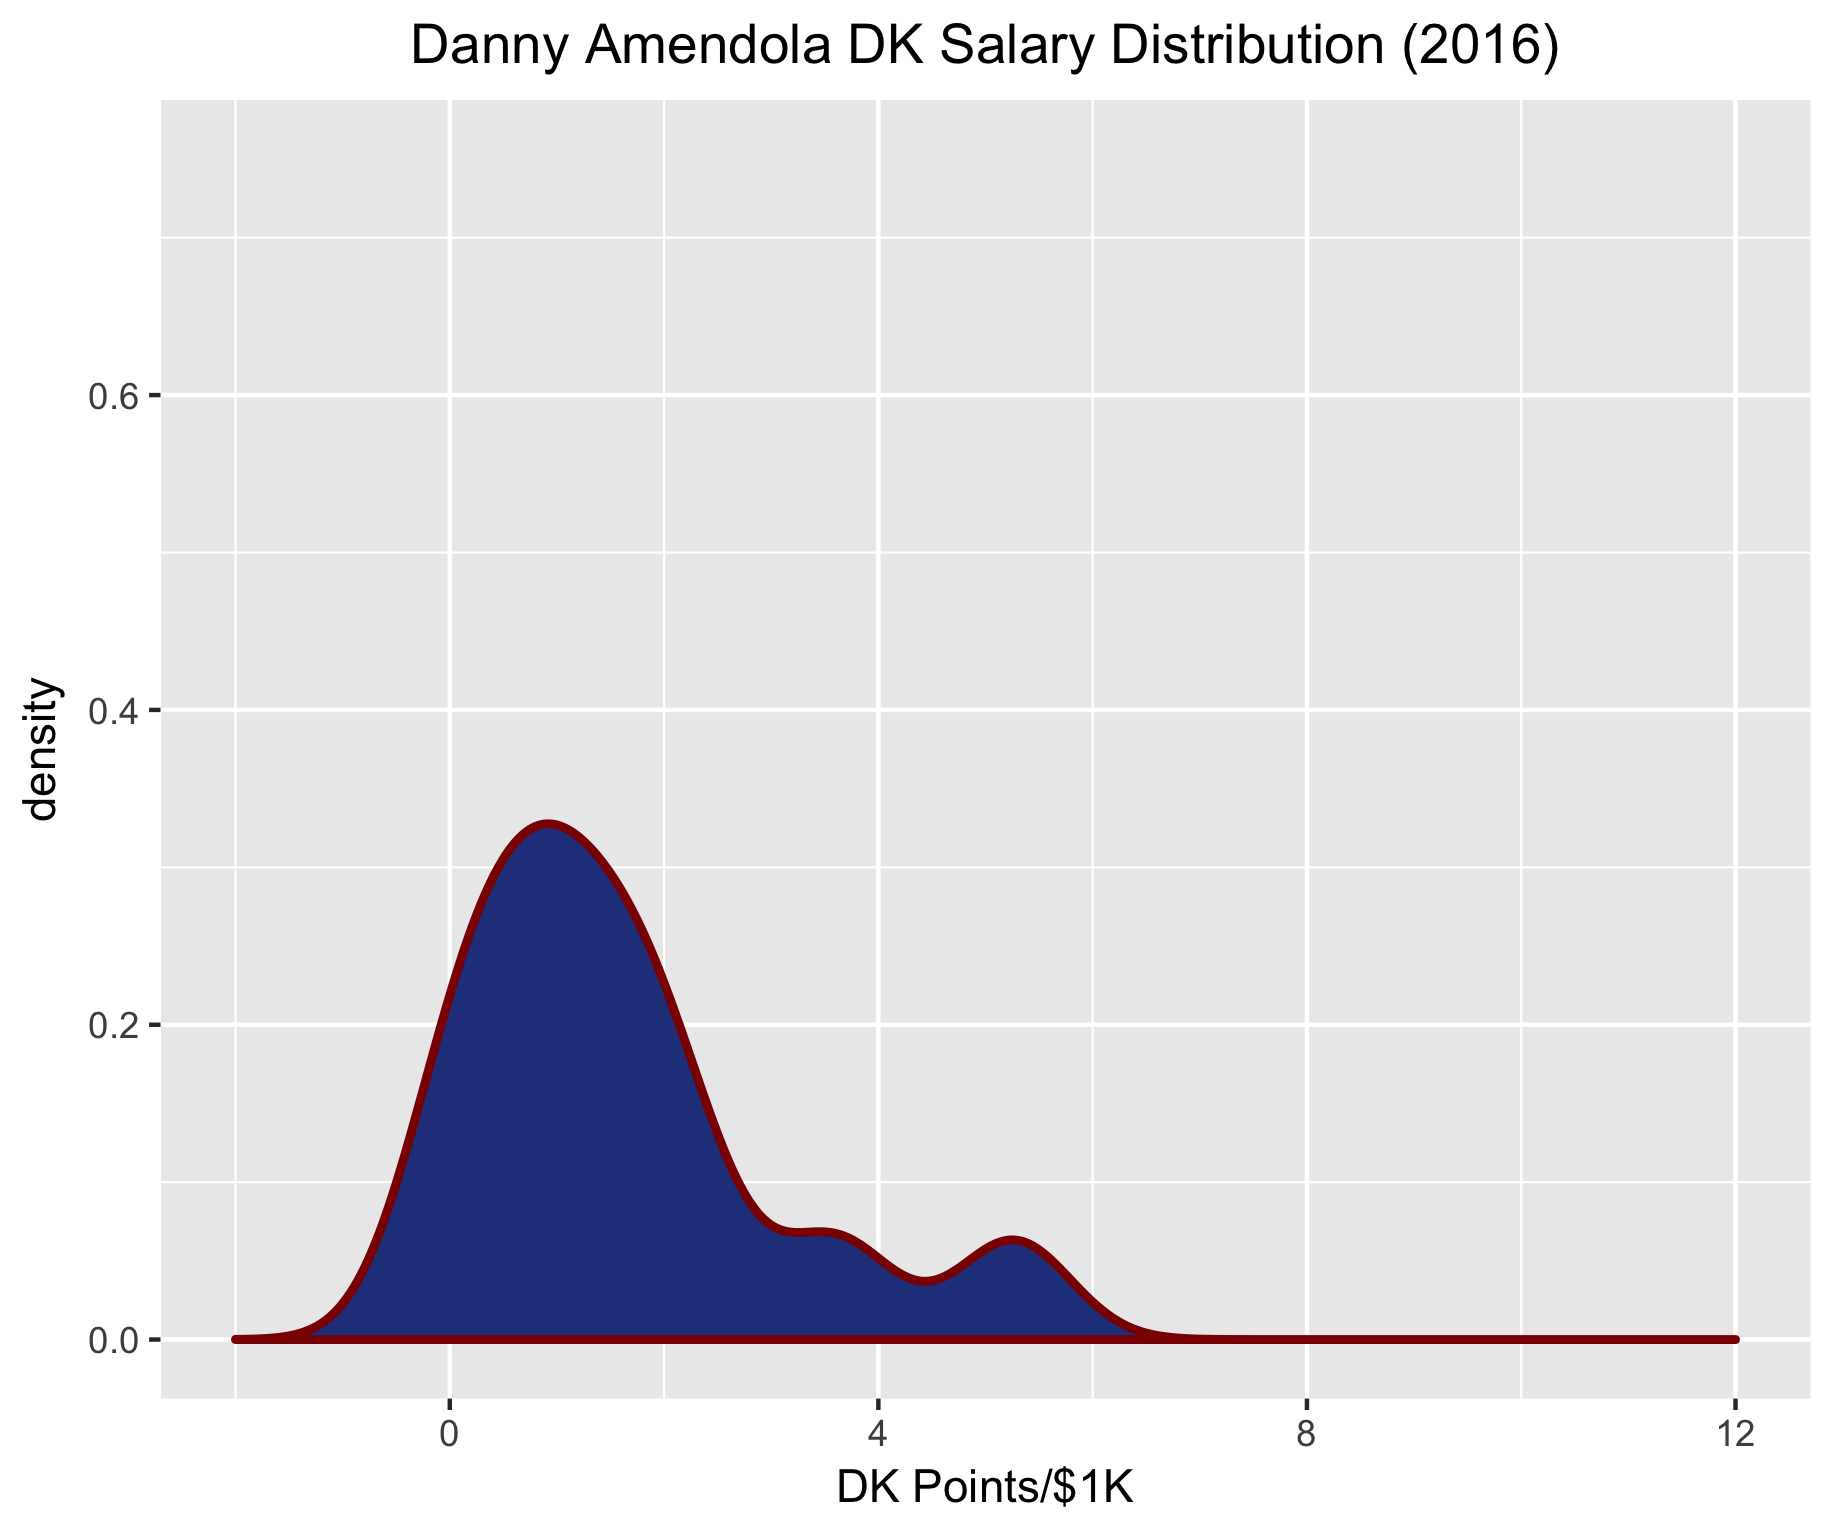 Danny Amendola DK Salary Distribution (2016)
density
0.6
0.4
0.2
0.0
0 4 8 12
DK Points/$1K